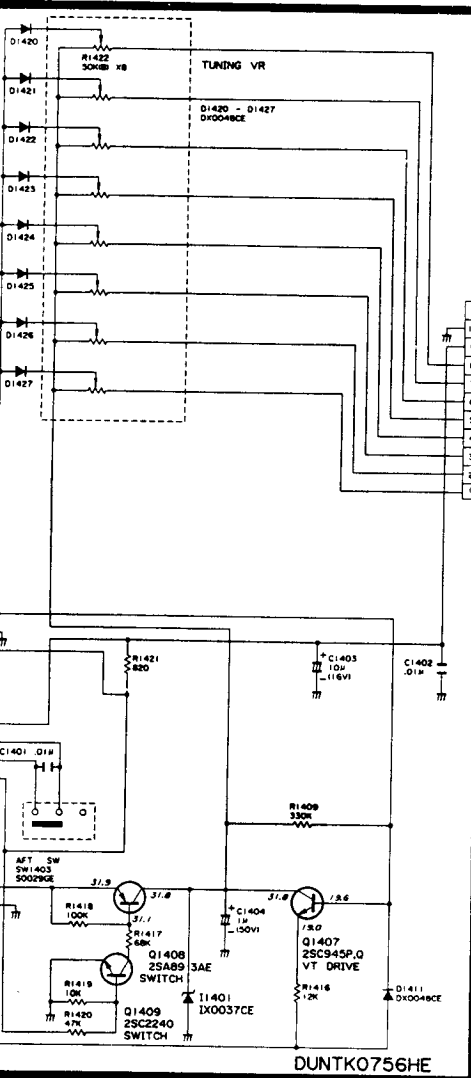 D1420
R1422
50K(B) X8
TUNING VR
D1421
D1420 - D1427
DX0048CE
D1422
D1423
D1424
D1425
D1426
D1427
R1421
820
+ C1403
10μ
- (16V)
C1402
.01μ
C1401 .01μ
R1409
330K
AFT SW
SW1403
S0029GE
31.9
31.8
31.8
19.6
R1418
100K
31.1
+ C1404
1μ
- (50V)
19.0
R1417
68K
Q1408
2SA893AE
SWITCH
Q1407
2SC945P,Q
VT DRIVE
R1419
10K
R1420
47K
Q1409
2SC2240
SWITCH
I1401
IX0037CE
R1416
12K
D1411
DX0048CE
DUNTK0756HE